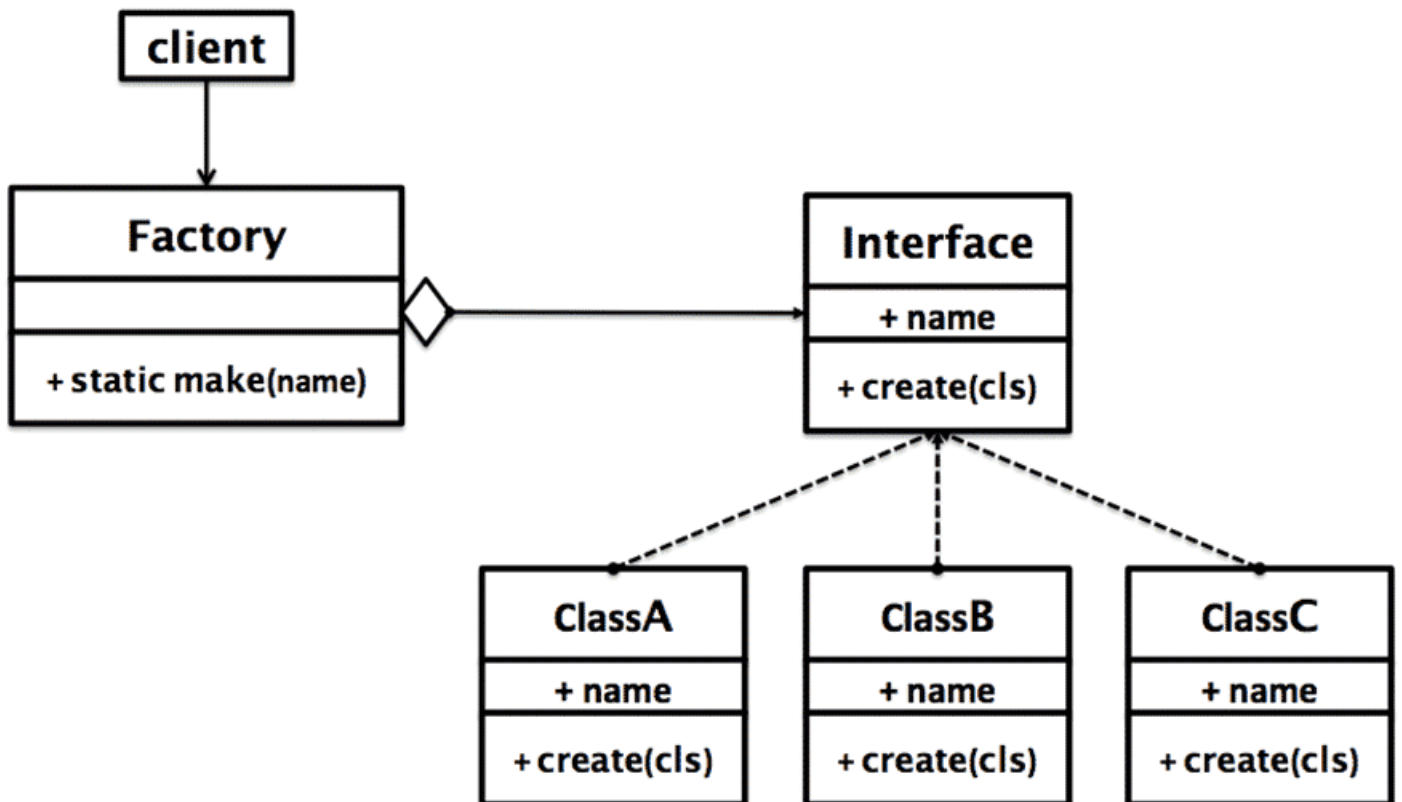 client
Factory
+ static make(name)
Interface
+ name
+ create(cls)
ClassA
+ name
+ create(cls)
ClassB
+ name
+ create(cls)
ClassC
+ name
+ create(cls)